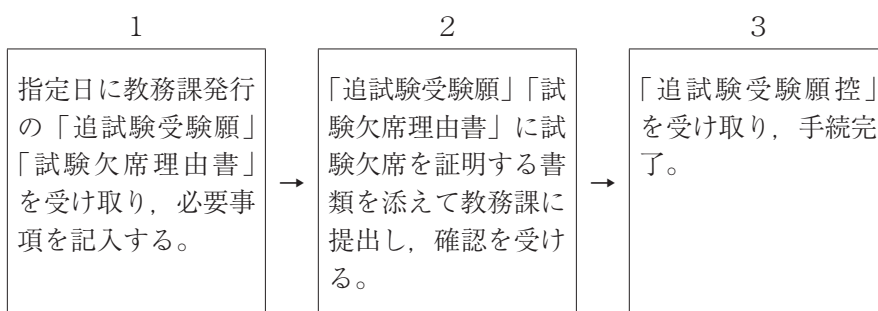 1
指定日に教務課発行
の「追試験受験願」
「試験欠席理由書」
を受け取り，必要事
項を記入する。
→
2
「追試験受験願」「試
験欠席理由書」に試
験欠席を証明する書
類を添えて教務課に
提出し，確認を受け
る。
→
3
「追試験受験願控」
を受け取り，手続完
了。